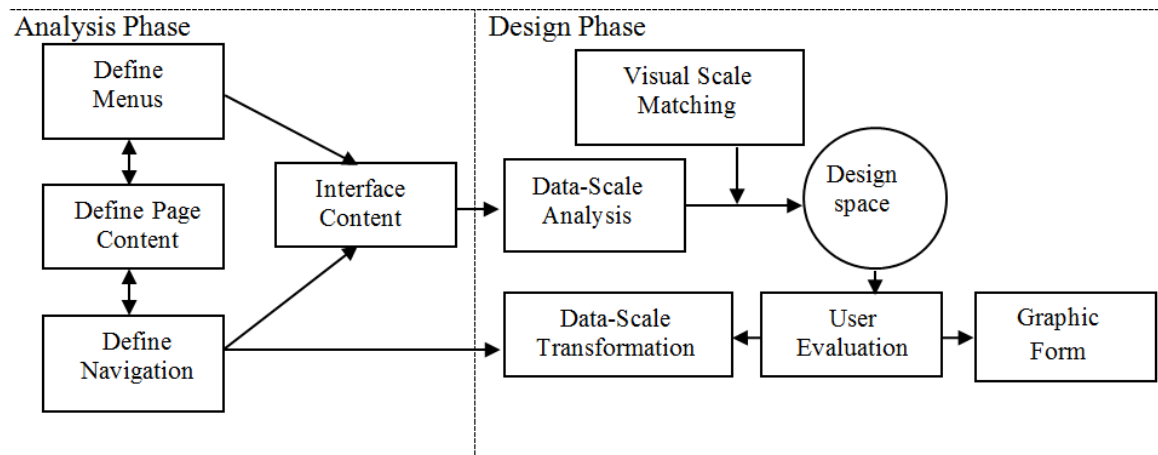 Analysis Phase
Design Phase
Define
Menus
Visual Scale
Matching
Define Page
Content
Interface
Content
Data-Scale
Analysis
Design
space
Define
Navigation
Data-Scale
Transformation
User
Evaluation
Graphic
Form